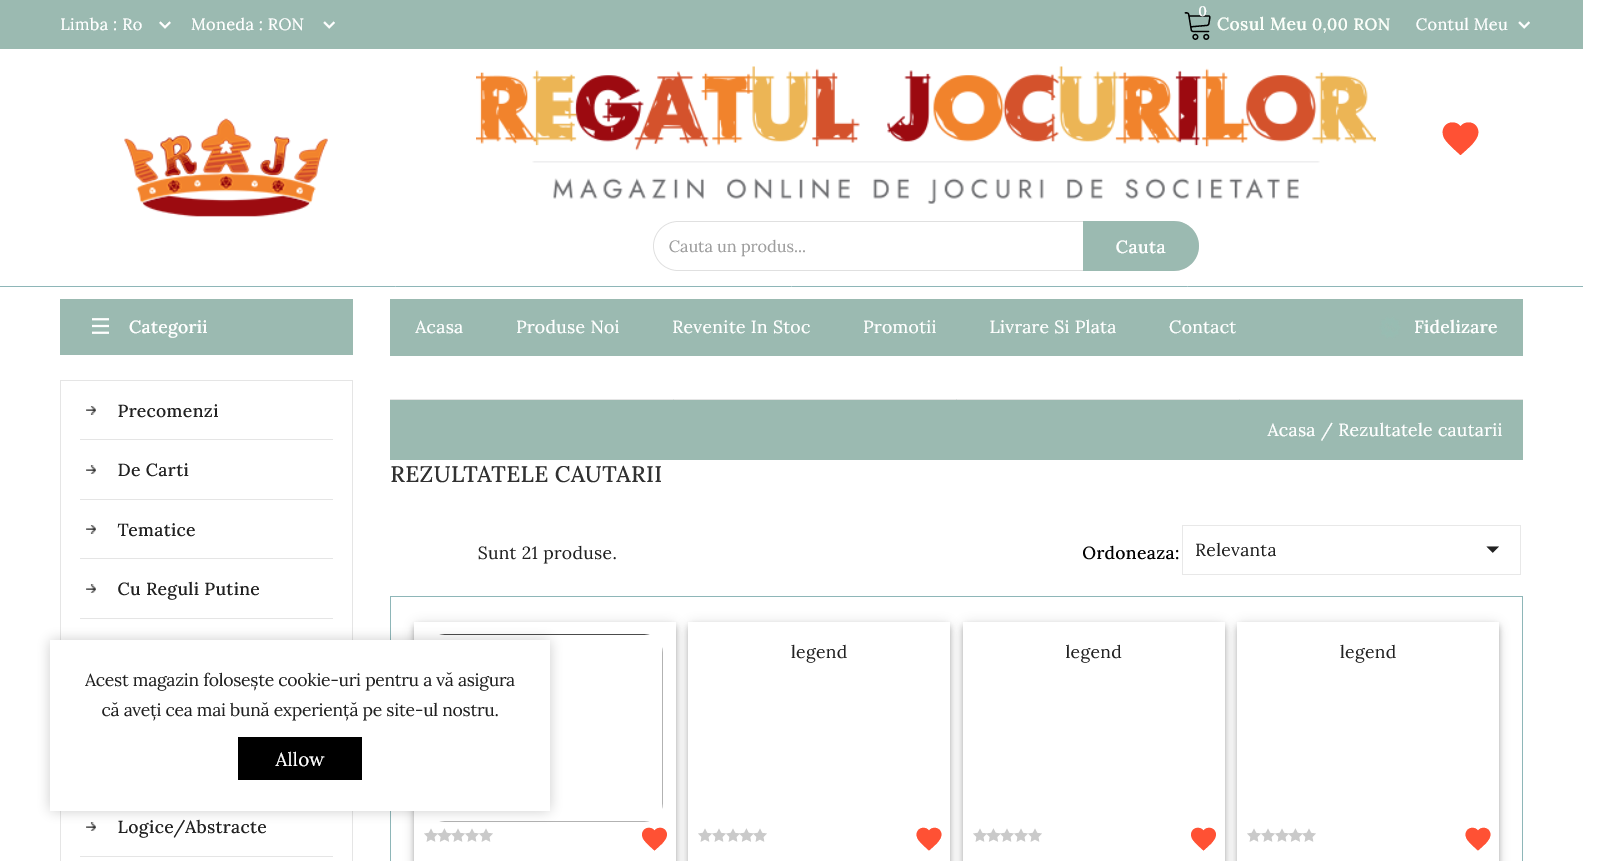 Limba : Ro Moneda : RON 0 Cosul Meu 0,00 RON Contul Meu
REGATUL JOCURILOR
RAJ
MAGAZIN ONLINE DE JOCURI DE SOCIETATE
Cauta un produs... Cauta
Categorii Acasa Produse Noi Revenite In Stoc Promotii Livrare Si Plata Contact Fidelizare
Precomenzi
Acasa / Rezultatele cautarii
De Carti
REZULTATELE CAUTARII
Tematice
Sunt 21 produse. Ordoneaza: Relevanta
Cu Reguli Putine
legend legend legend
Acest magazin folosește cookie-uri pentru a vă asigura
că aveți cea mai bună experiență pe site-ul nostru.
Allow
Logice/Abstracte